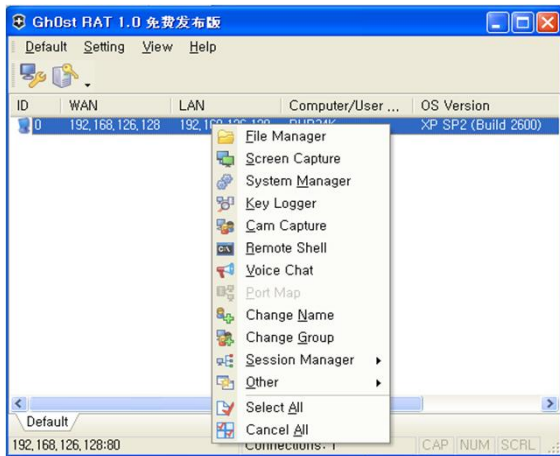 Gh0st RAT 1.0 免費发布版
Default Setting View Help
ID WAN LAN Computer/User ... OS Version
0 192,168,126,128 XP SP2 (Build 2600)
File Manager
Screen Capture
System Manager
Key Logger
Cam Capture
Remote Shell
Voice Chat
Port Map
Change Name
Change Group
Session Manager
Other
Select All
Cancel All
Default
192,168,126,128:80 CAP NUM SCRL